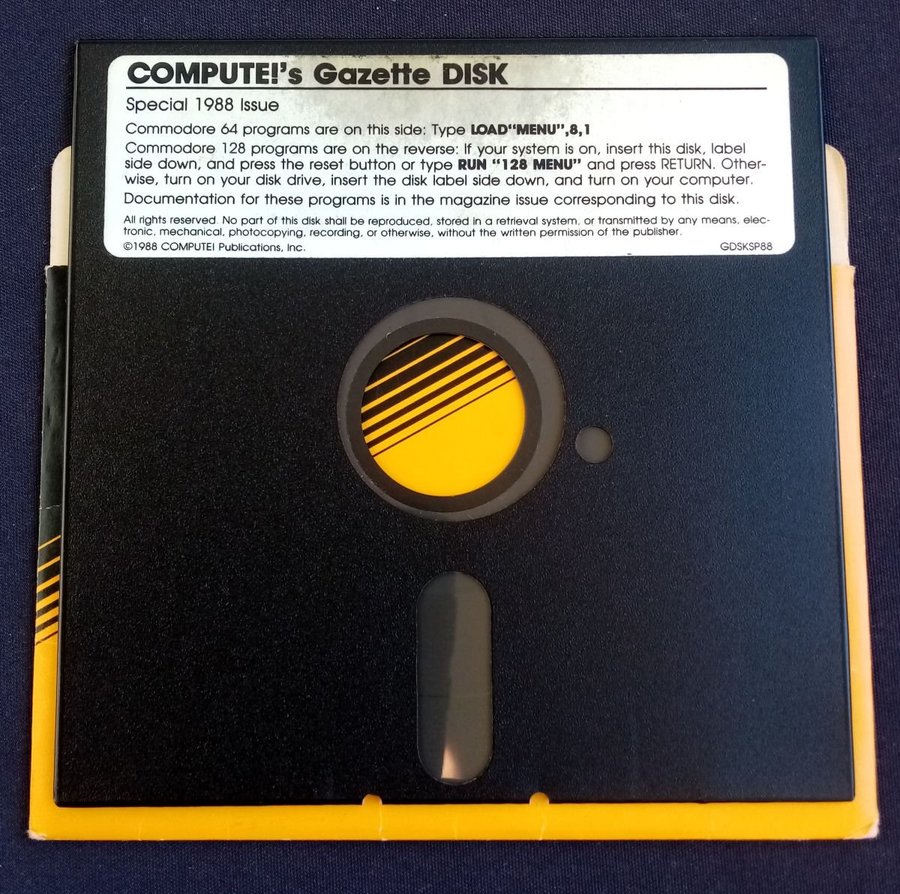 COMPUTE!'s Gazette DISK
Special 1988 Issue
Commodore 64 programs are on this side: Type LOAD"MENU",8,1
Commodore 128 programs are on the reverse: If your system is on, insert this disk, label
side down, and press the reset button or type RUN "128 MENU" and press RETURN. Other-
wise, turn on your disk drive, insert the disk label side down, and turn on your computer.
Documentation for these programs is in the magazine issue corresponding to this disk.
All rights reserved. No part of this disk shall be reproduced, stored in a retrieval system, or transmitted by any means, elec-
tronic, mechanical, photocopying, recording, or otherwise, without the written permission of the publisher.
©1988 COMPUTE! Publications, Inc. GDSKSP88